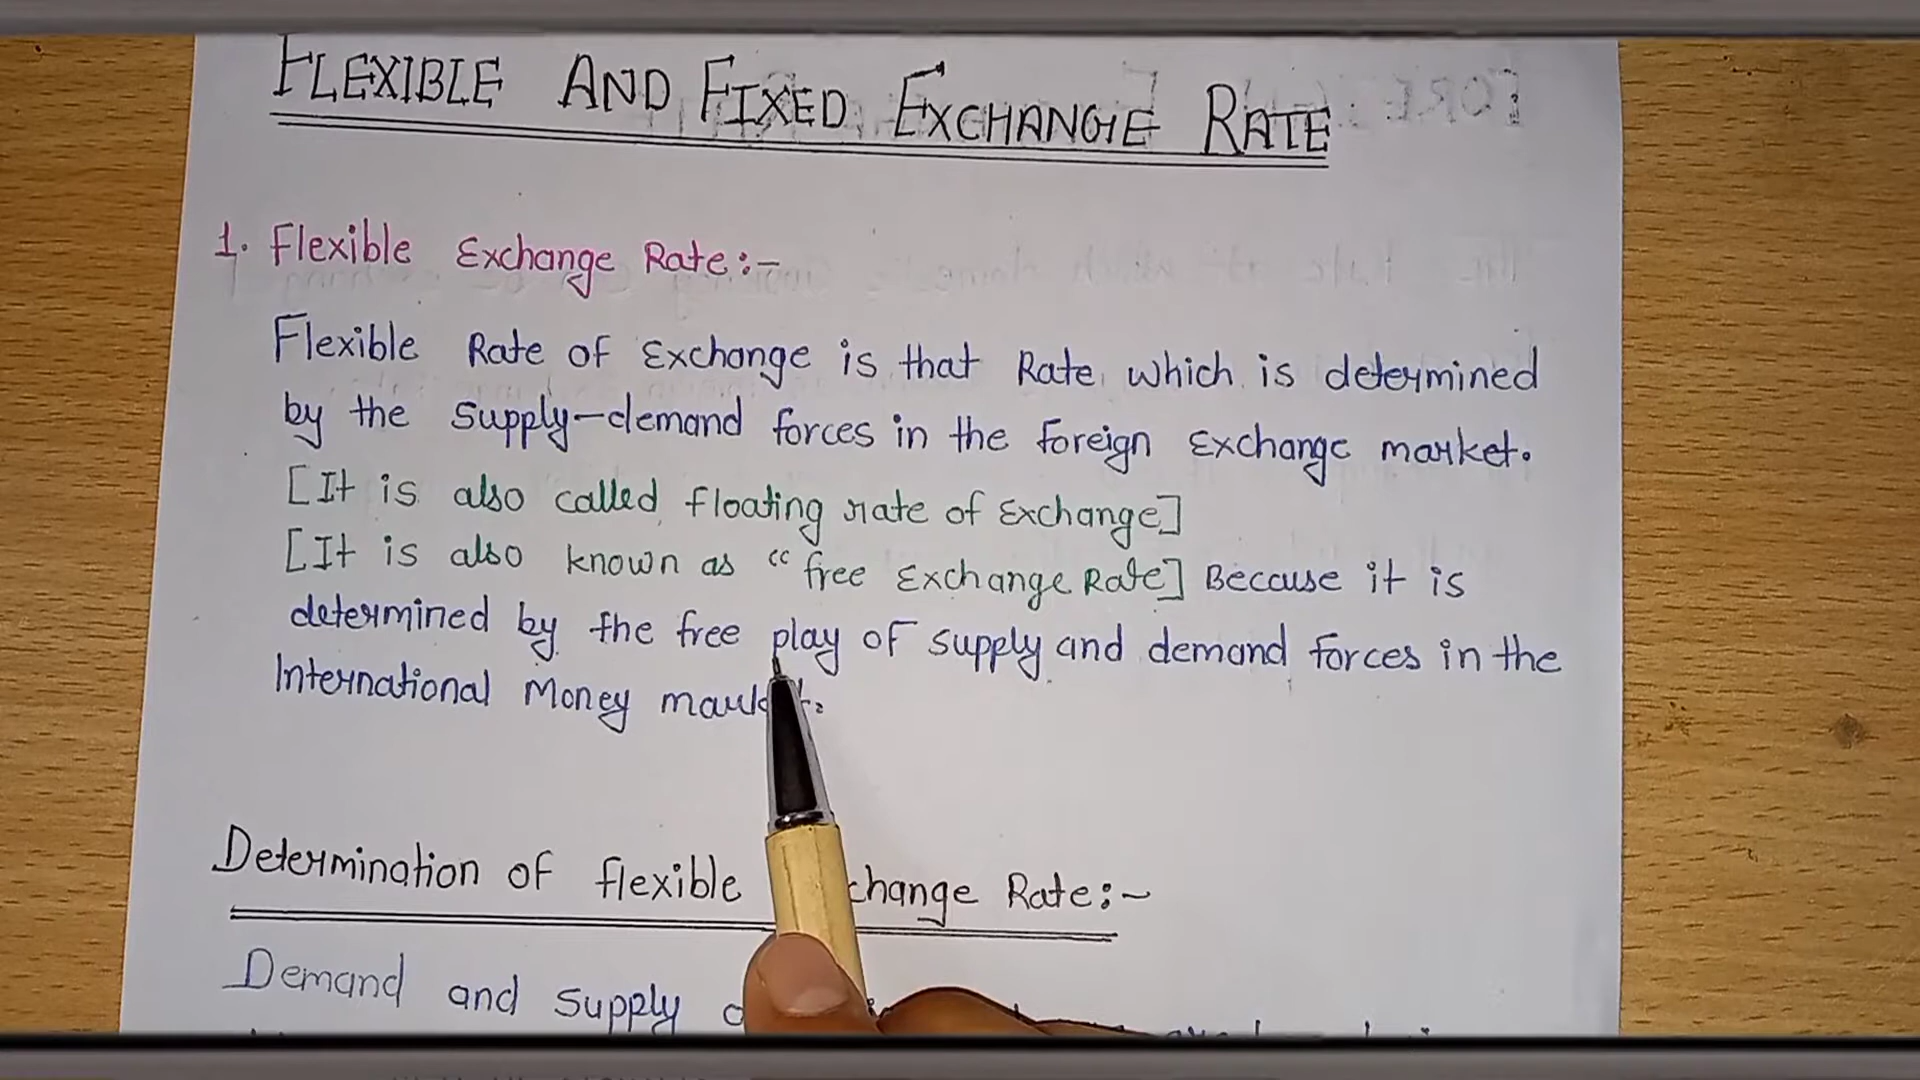 FLEXIBLE AND FIXED EXCHANGE RATE
1. Flexible Exchange Rate:-
Flexible Rate of Exchange is that Rate which is determined
by the supply-demand forces in the foreign exchange market.
[It is also called floating rate of Exchange]
[It is also known as “free Exchange Rate] Because it is
determined by the free play of supply and demand forces in the
International Money market.
Determination of flexible change Rate:-
Demand and supply